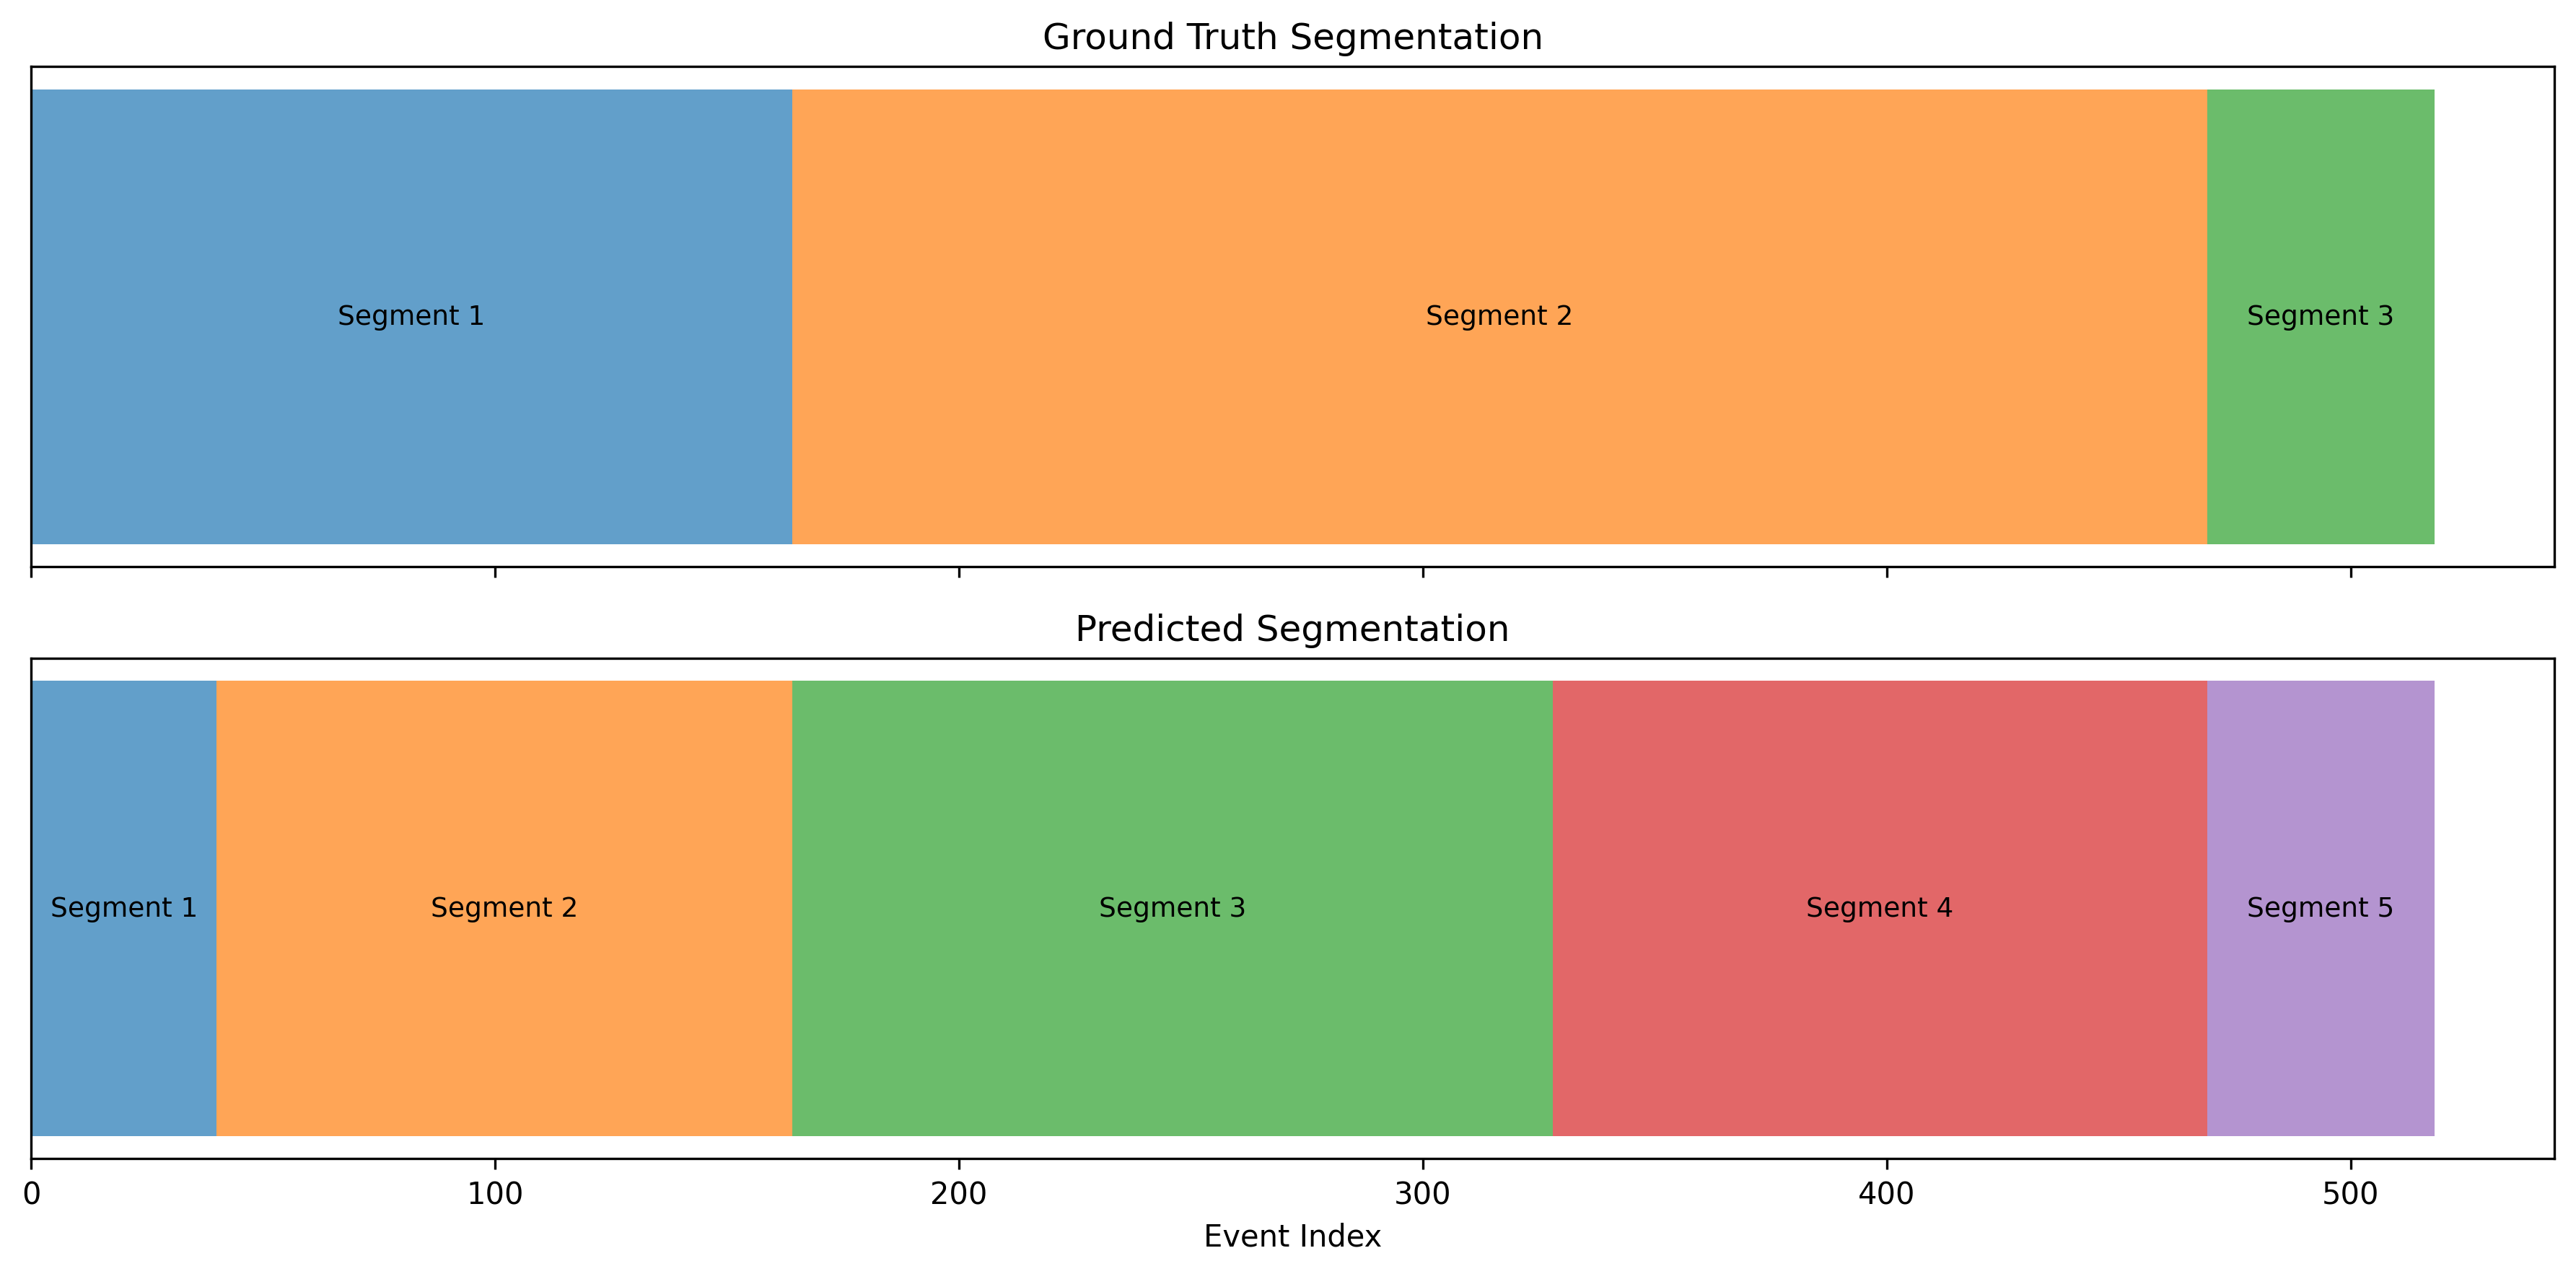 Ground Truth Segmentation
Segment 1
Segment 2
Segment 3
Predicted Segmentation
Segment 1
Segment 2
Segment 3
Segment 4
Segment 5
0
100
200
300
400
500
Event Index